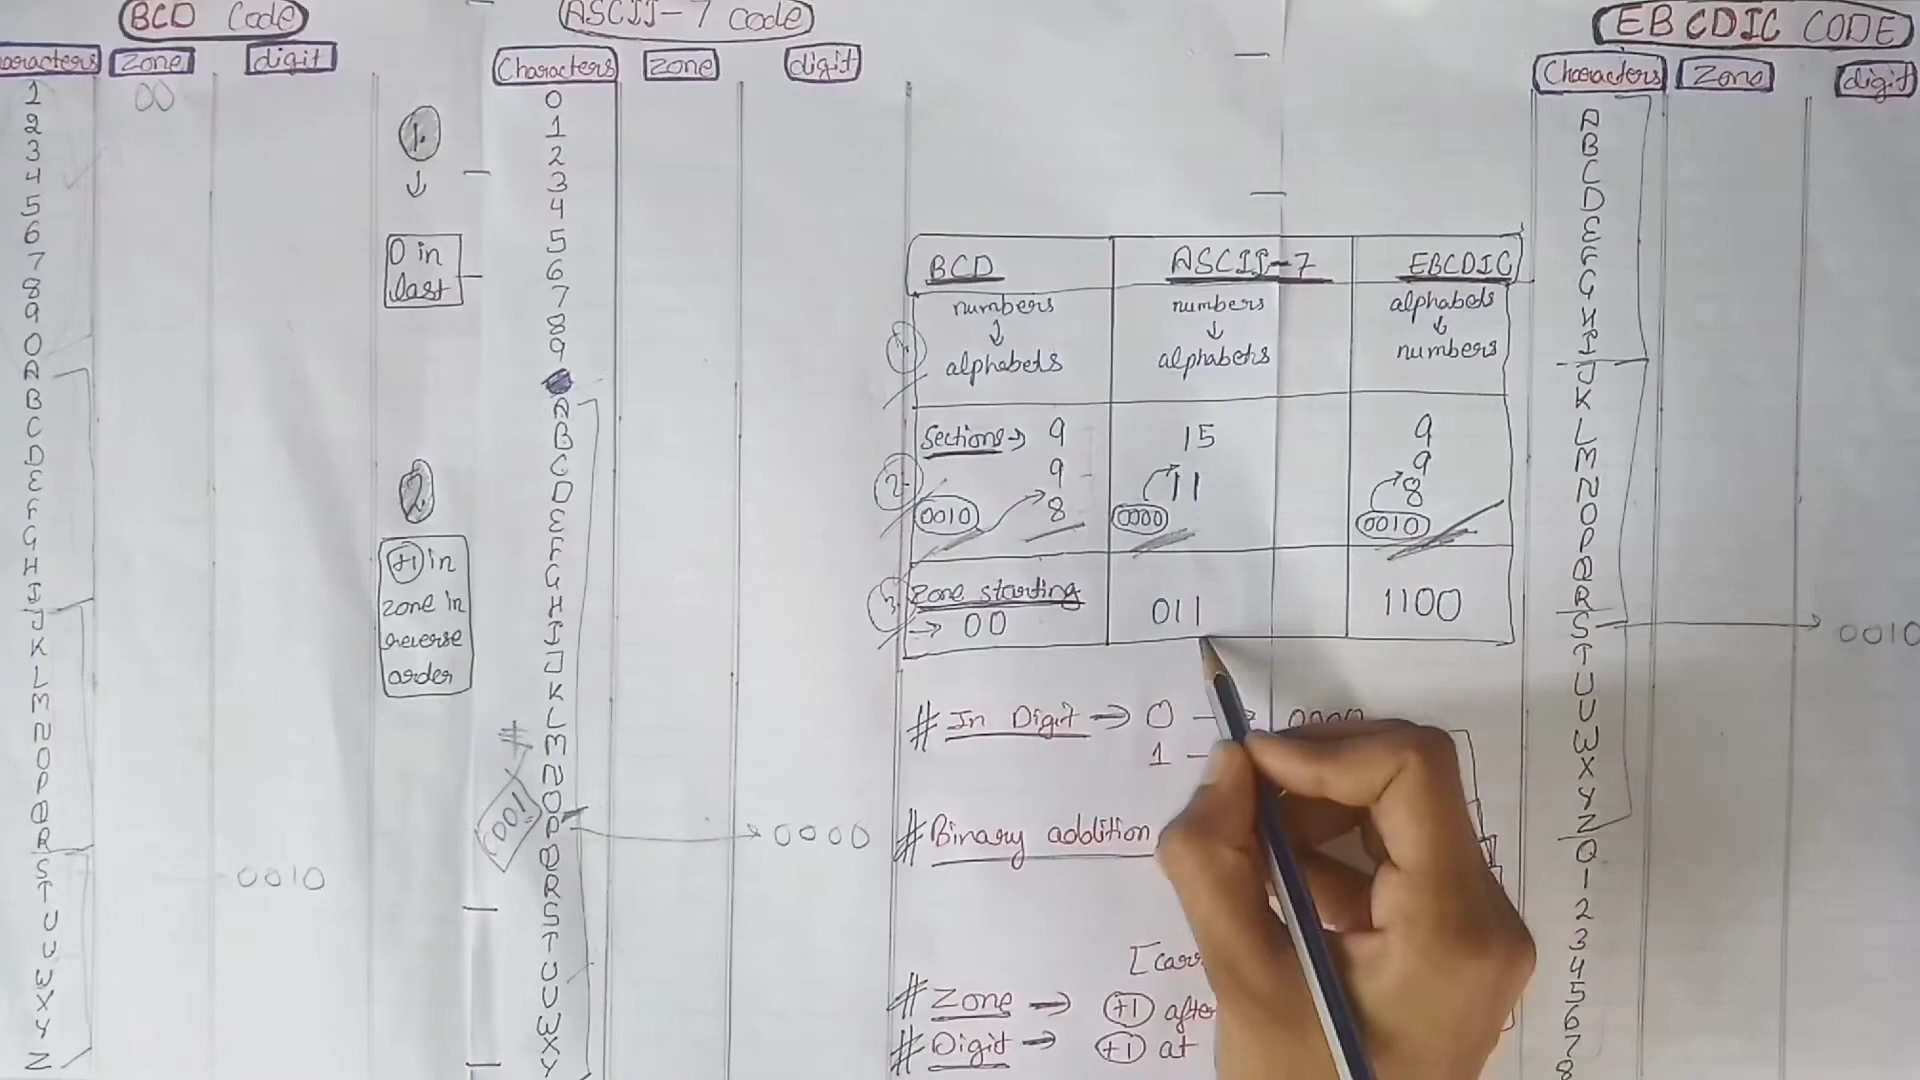 BCD Code
zone
digit
1
00
2
3
4
5
6
7
8
9
0
A
B
C
D
E
F
G
H
I
J
K
L
M
N
O
P
Q
R
S
0010
T
U
V
W
X
Y
Z
1.
0 in
last
2
+1 in
zone in
reverse
order
ASCII-7 code
Characters
zone
digit
0
1
2
3
4
5
6
7
8
9
A
B
C
D
E
F
G
H
I
J
K
L
#
M
N
O
0001
P
0000
Q
R
S
T
U
V
W
X
Y
BCD
ASCII-7
EBCDIC
1
numbers
↓
alphabets
numbers
↓
alphabets
alphabets
↓
numbers
2
Sections → 9
9
0010
8
15
0000
11
9
9
0010
8
3
zone starting
→ 00
011
1100
# In Digit → 0 → 0000
1
# Binary addition
# Zone → +1 after
# Digit → +1 at
EBCDIC CODE
Characters
Zone
digit
A
B
C
D
E
F
G
H
I
J
K
L
M
N
O
P
Q
R
S
0010
T
U
V
W
X
Y
Z
0
1
2
3
4
5
6
7
8